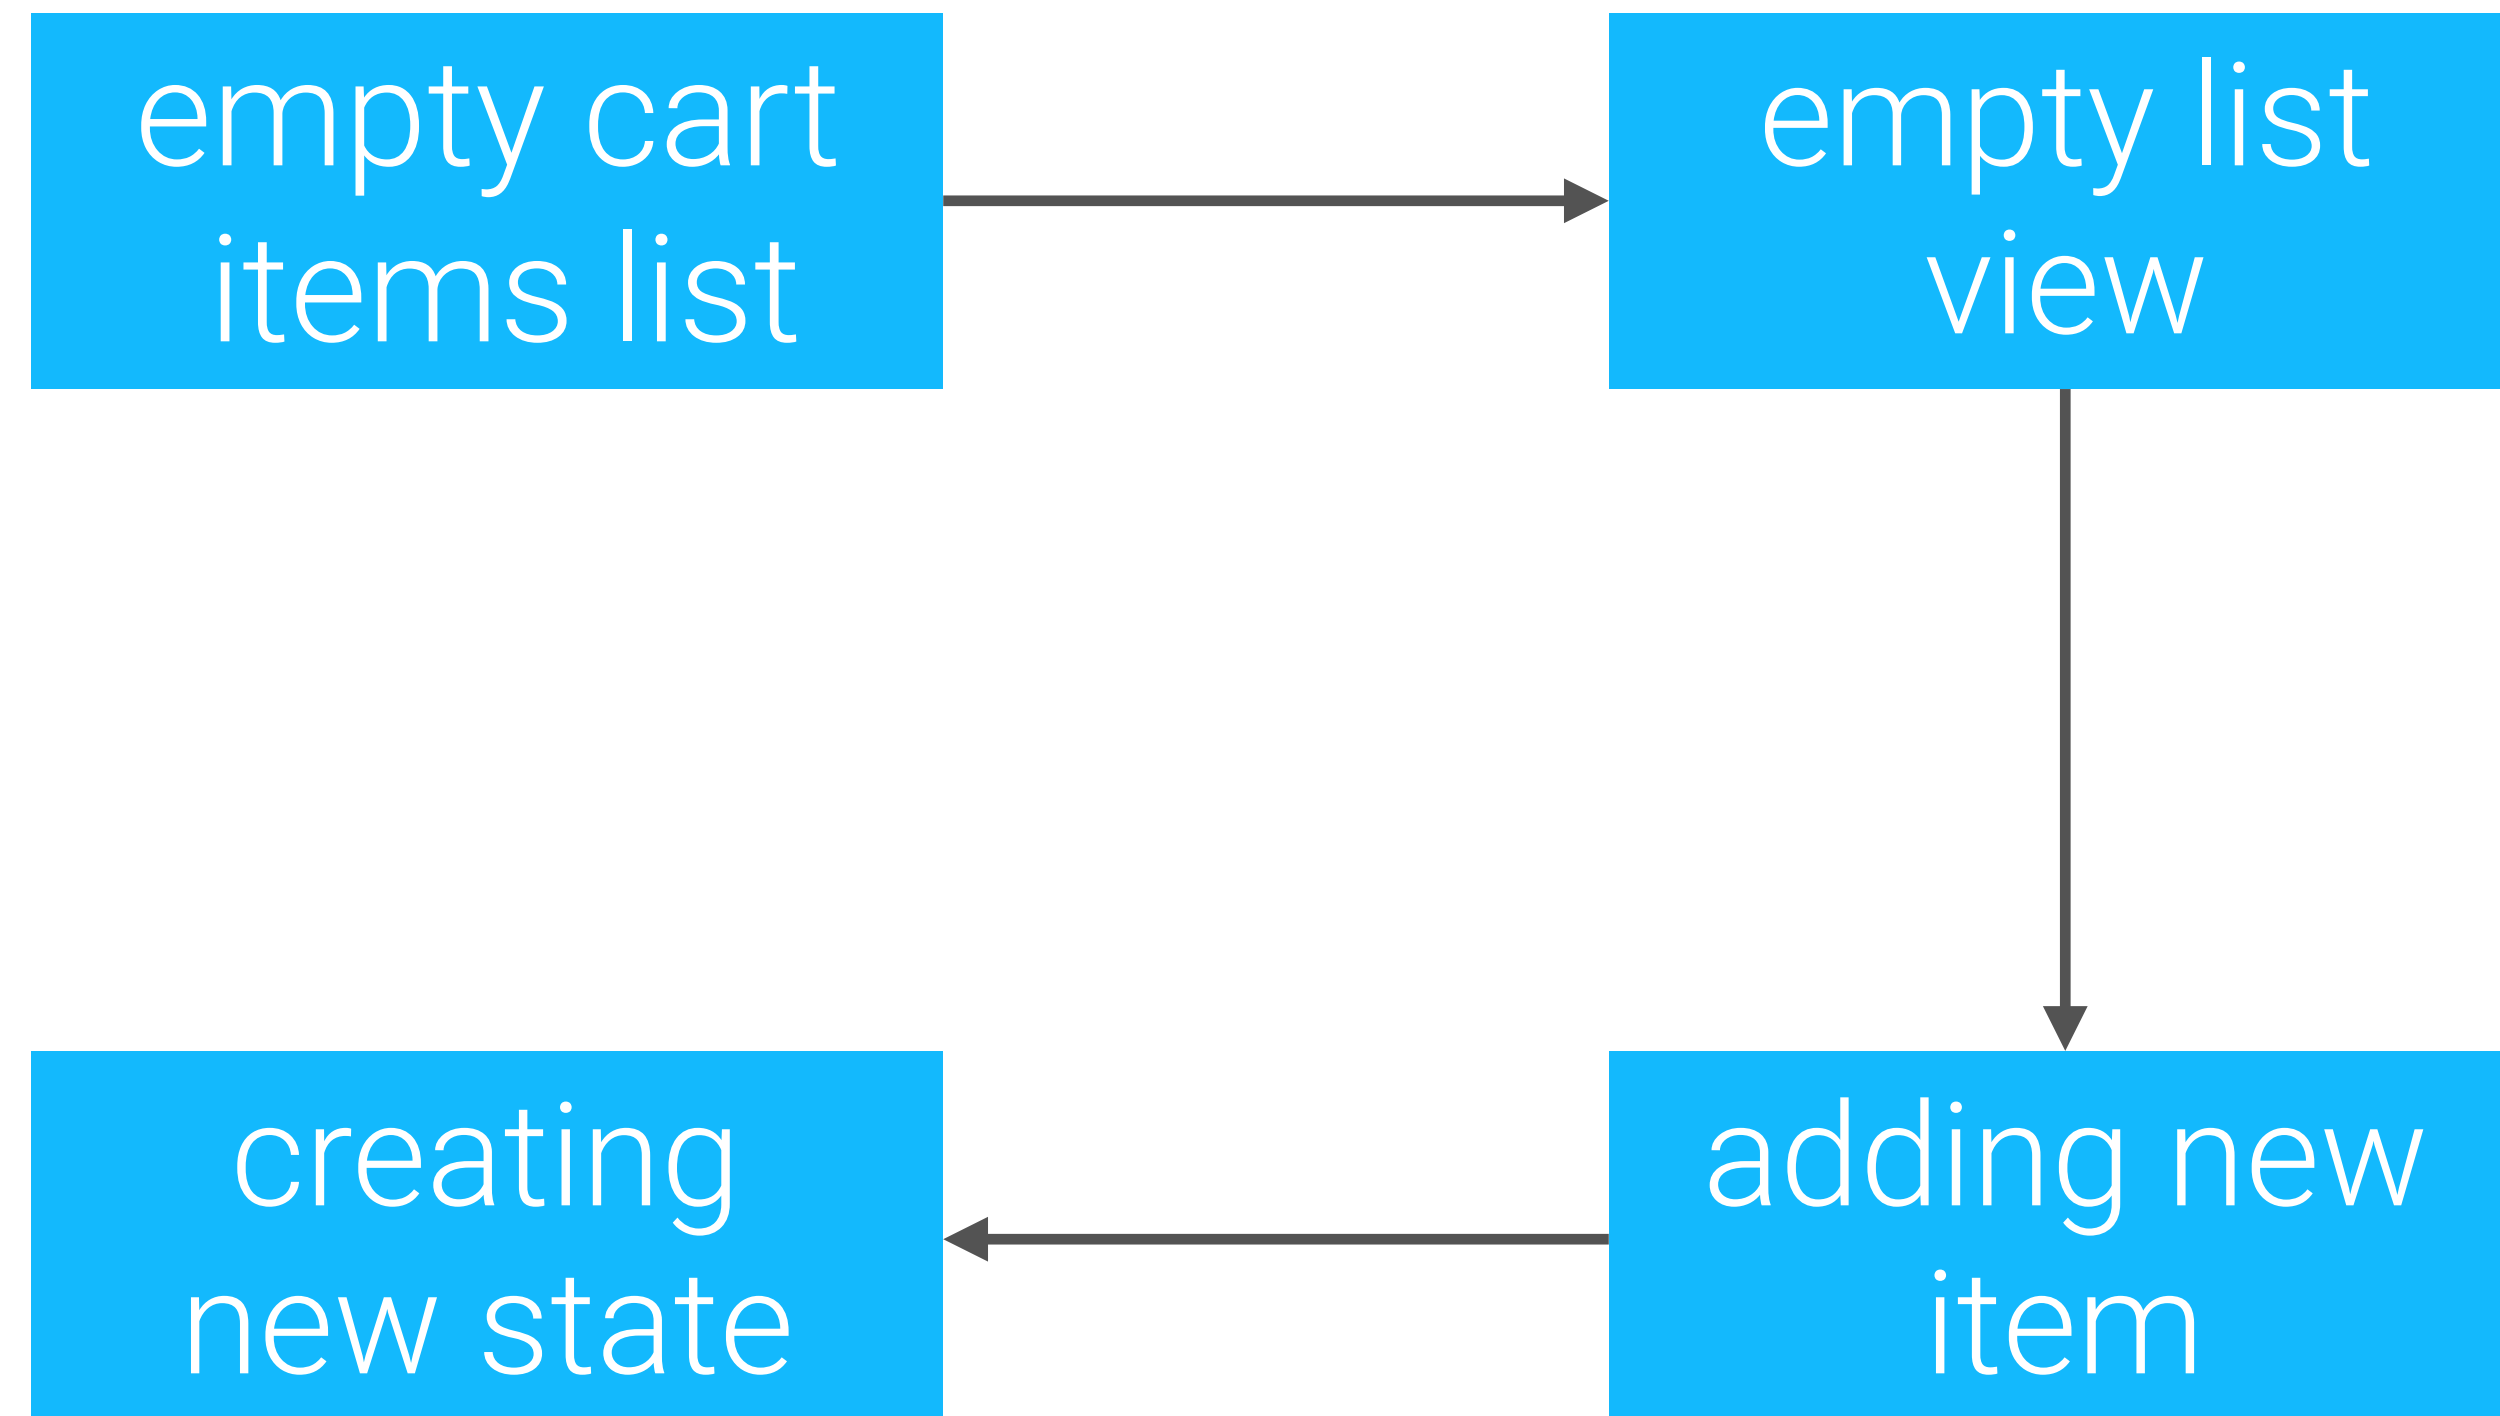 empty cart
items list
empty list
view
creating
new state
adding new
item